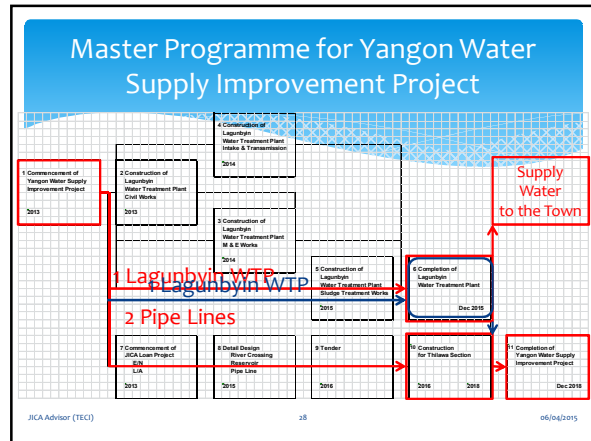 Master Programme for Yangon Water
Supply Improvement Project
4 Construction of
Lagunbyin
Water Treatment Plant
Intake & Transmission
2014
1 Commencement of
Yangon Water Supply
Improvement Project
2013
2 Construction of
Lagunbyin
Water Treatment Plant
Civil Works
2013
Supply
Water
to the Town
3 Construction of
Lagunbyin
Water Treatment Plant
M & E Works
2014
5 Construction of
Lagunbyin
Water Treatment Plant
Sludge Treatment Works
2015
6 Completion of
Lagunbyin
Water Treatment Plant
Dec 2015
1 Lagunbyin WTP
1 Lagunbyin WTP
2 Pipe Lines
7 Commencement of
JICA Loan Project
E/N
L/A
2013
8 Detail Design
River Crossing
Reservoir
Pipe Line
2015
9 Tender
2016
10 Construction
for Thilawa Section
2016 2018
11 Completion of
Yangon Water Supply
Improvement Project
Dec 2018
JICA Advisor (TECI)
28
06/04/2015